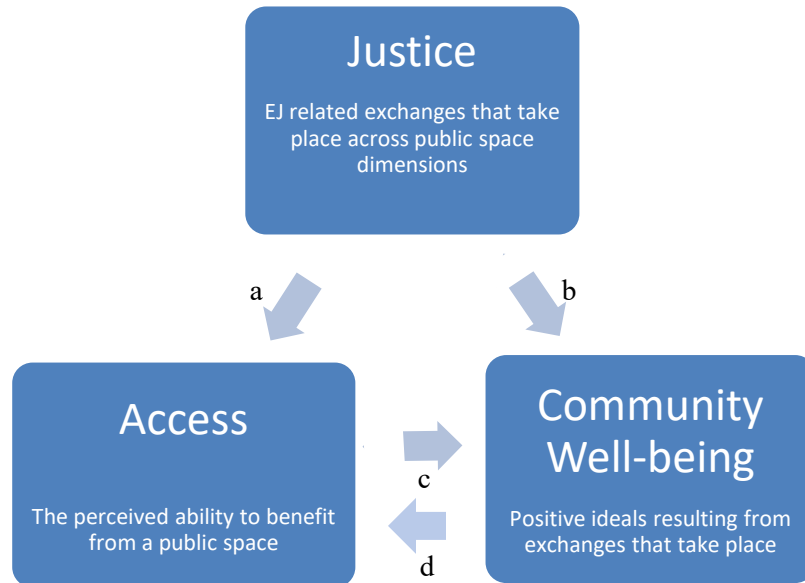 Justice
EJ related exchanges that take
place across public space
dimensions
a
b
Access
The perceived ability to benefit
from a public space
c
d
Community
Well-being
Positive ideals resulting from
exchanges that take place